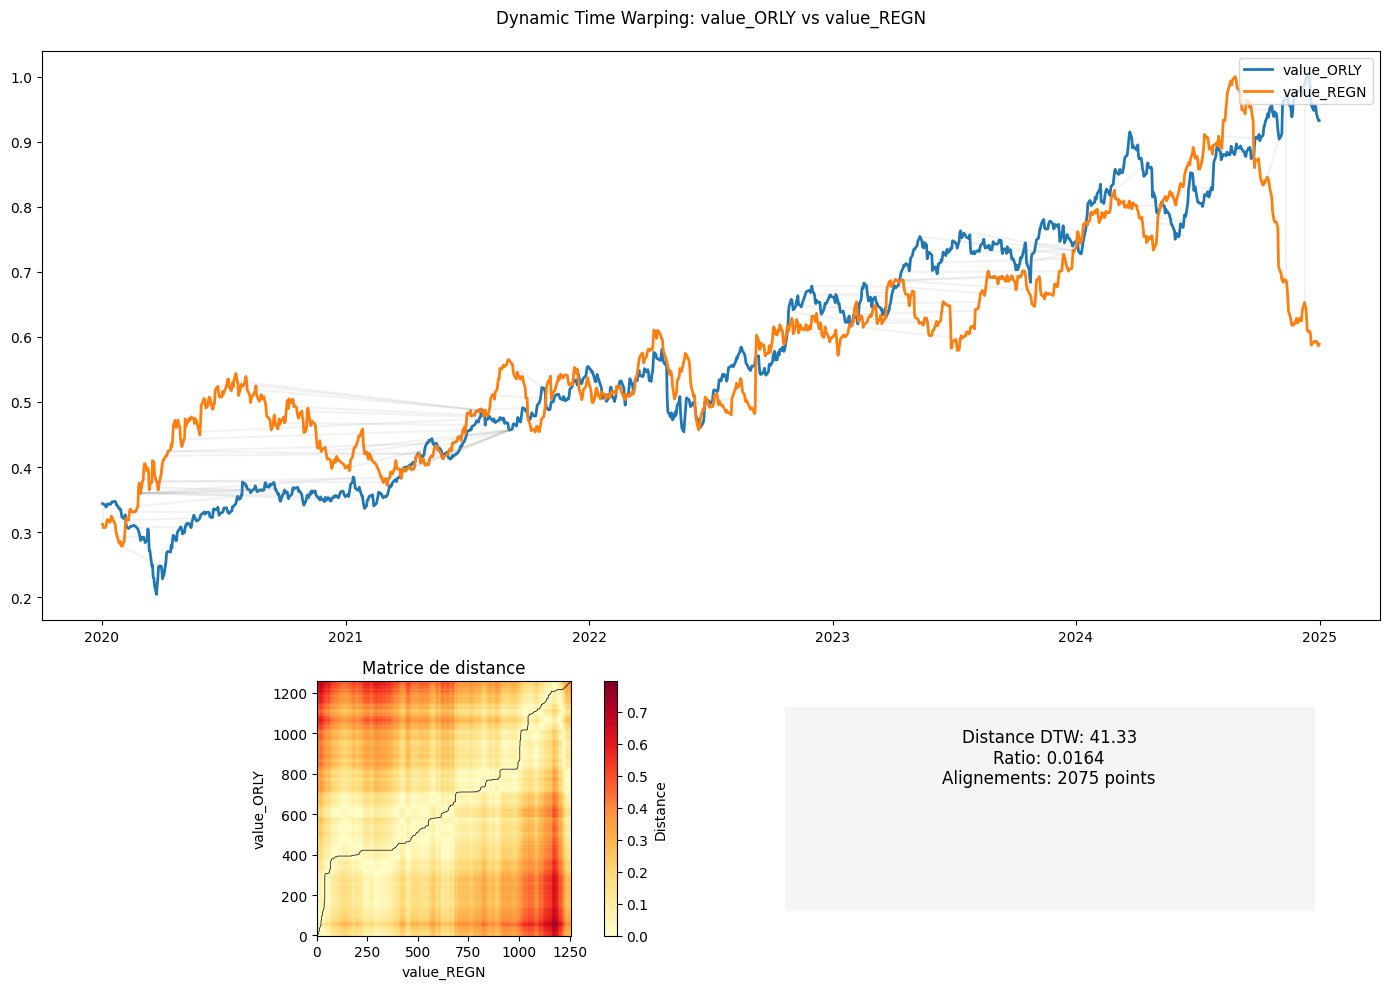 Dynamic Time Warping: value_ORLY vs value_REGN
value_ORLY
value_REGN
1.0
0.9
0.8
0.7
0.6
0.5
0.4
0.3
0.2
2020 2021 2022 2023 2024 2025
Matrice de distance
value_ORLY
1200
1000
800
600
400
200
0
0 250 500 750 1000 1250
value_REGN
0.7
0.6
0.5
0.4
0.3
0.2
0.1
0.0
Distance
Distance DTW: 41.33
Ratio: 0.0164
Alignements: 2075 points